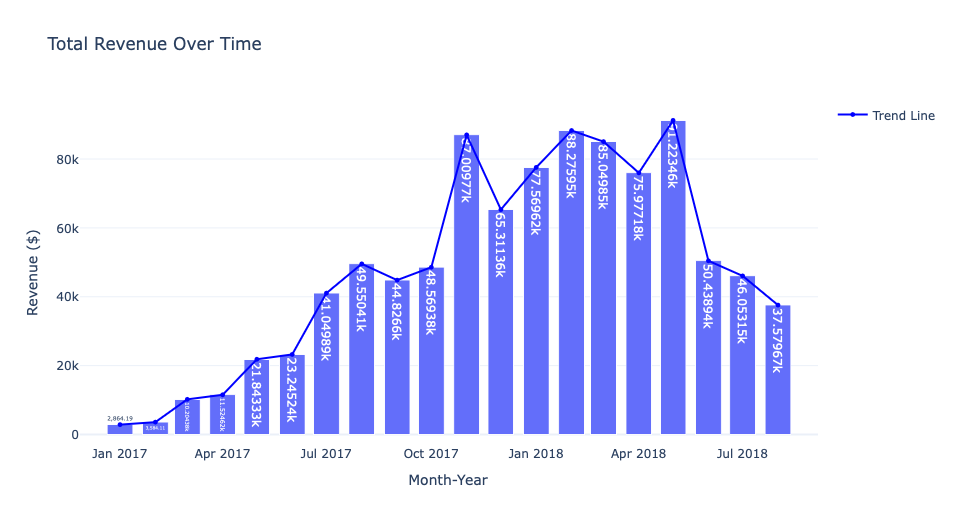 Total Revenue Over Time
Trend Line
Revenue ($)
80k
60k
40k
20k
0
2,864.19
10.20438k
11.52462k
21.84333k
23.24524k
41.04989k
49.55041k
44.8266k
48.56938k
65.31136k
77.56962k
88.27595k
85.04985k
75.97718k
50.43894k
46.05315k
37.57967k
Jan 2017
Apr 2017
Jul 2017
Oct 2017
Jan 2018
Apr 2018
Jul 2018
Month-Year